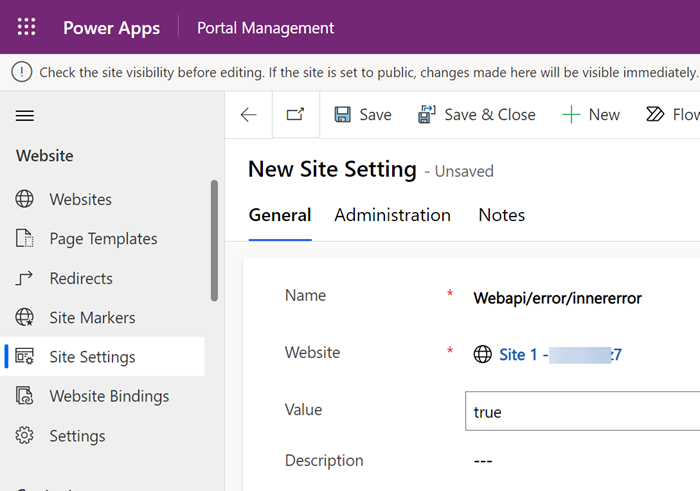 Power Apps Portal Management
Check the site visibility before editing. If the site is set to public, changes made here will be visible immediately.
Save Save & Close New Flow
Website
Websites
Page Templates
Redirects
Site Markers
Site Settings
Website Bindings
Settings
New Site Setting - Unsaved
General Administration Notes
Name * Webapi/error/innererror
Website * Site 1 -
Value true
Description ---